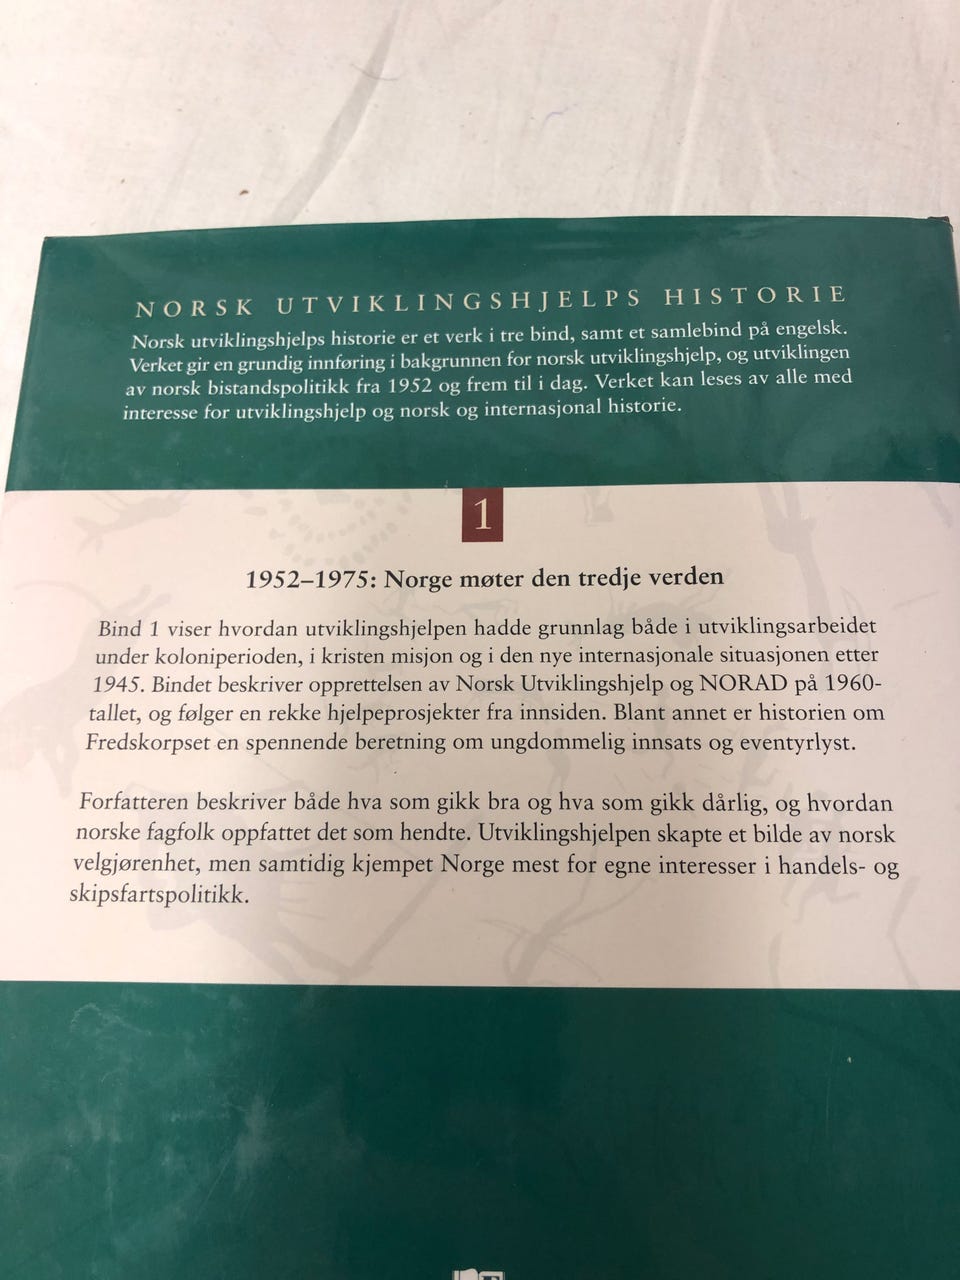 NORSK UTVIKLINGSHJELPS HISTORIE
Norsk utviklingshjelps historie er et verk i tre bind, samt et samlebind på engelsk.
Verket gir en grundig innføring i bakgrunnen for norsk utviklingshjelp, og utviklingen
av norsk bistandspolitikk fra 1952 og frem til i dag. Verket kan leses av alle med
interesse for utviklingshjelp og norsk og internasjonal historie.
1
1952–1975: Norge møter den tredje verden
Bind 1 viser hvordan utviklingshjelpen hadde grunnlag både i utviklingsarbeidet
under koloniperioden, i kristen misjon og i den nye internasjonale situasjonen etter
1945. Bindet beskriver opprettelsen av Norsk Utviklingshjelp og NORAD på 1960-
tallet, og følger en rekke hjelpeprosjekter fra innsiden. Blant annet er historien om
Fredskorpset en spennende beretning om ungdommelig innsats og eventyrlyst.
Forfatteren beskriver både hva som gikk bra og hva som gikk dårlig, og hvordan
norske fagfolk oppfattet det som hendte. Utviklingshjelpen skapte et bilde av norsk
velgjørenhet, men samtidig kjempet Norge mest for egne interesser i handels- og
skipsfartspolitikk.